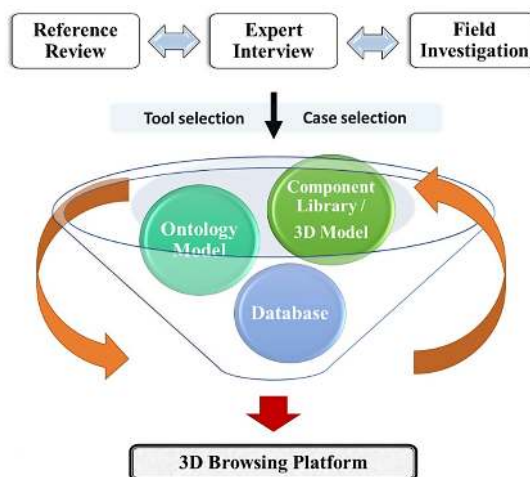 Reference
Review
Expert
Interview
Field
Investigation
Tool selection
Case selection
Ontology
Model
Component
Library /
3D Model
Database
3D Browsing Platform